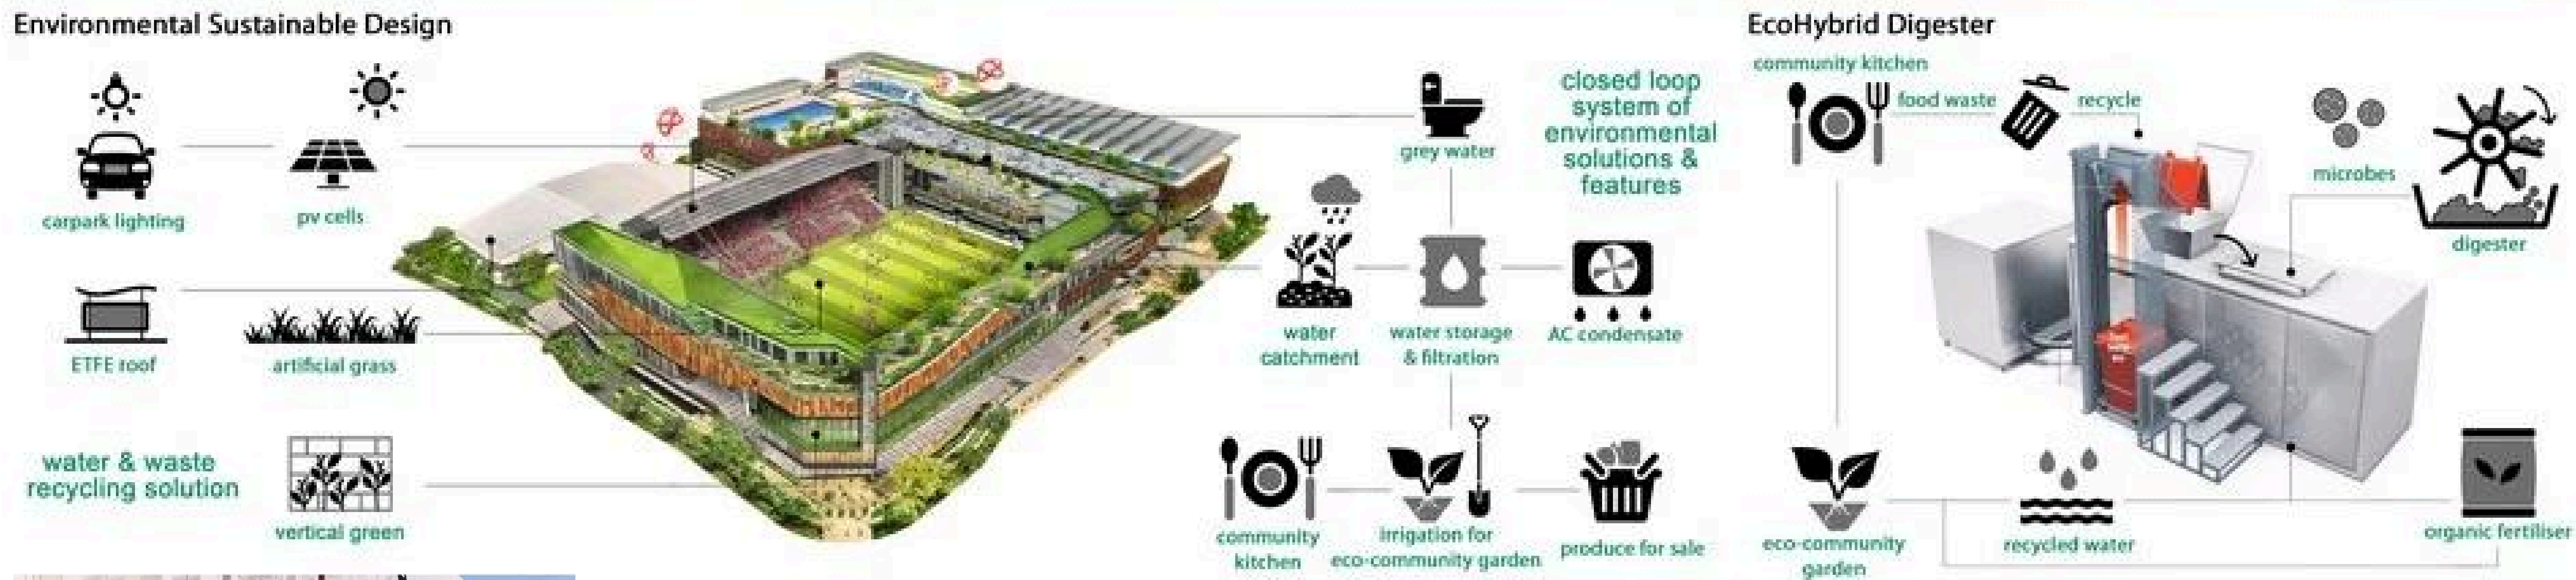 Environmental Sustainable Design
carpark lighting
pv cells
ETFE roof
artificial grass
water & waste
recycling solution
vertical green
grey water
closed loop
system of
environmental
solutions &
features
water
catchment
water storage
& filtration
AC condensate
community
kitchen
irrigation for
eco-community garden
produce for sale
EcoHybrid Digester
community kitchen
food waste
recycle
microbes
digester
eco-community
garden
recycled water
organic fertiliser